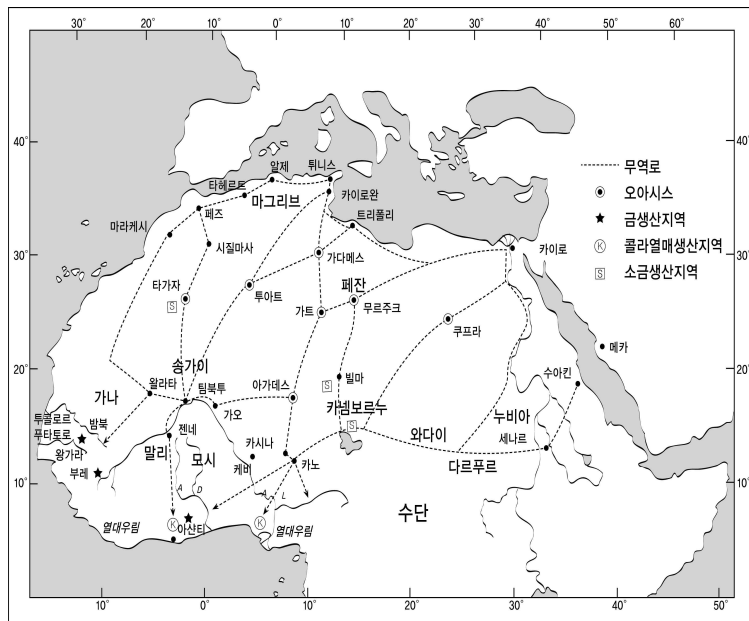 30° 20° 10° 0° 10° 20° 30° 40° 50° 60° 70°
40°
30°
20°
10°
40°
30°
20°
10°
알제
튀니스
타헤르트
카이로완
마그리브
페즈
트리폴리
마라케시
시질마사
가다메스
카이로
타가자
S
투아트
페잔
가트
무르주크
쿠프라
메카
송가이
S
빌마
수아킨
가나
왈라타
팀북투
아가데스
가오
카넴보르누
누비아
투콜로르
밤북
푸타토로
젠네
S
와다이
세나르
왕가라
말리
모시
카시나
케비
카노
다르푸르
부레
A
D
A
L
수단
열대우림
K
아샨티
K
열대우림
10° 0° 10° 20° 30° 40° 50°
무역로
오아시스
금생산지역
K 콜라열매생산지역
S 소금생산지역